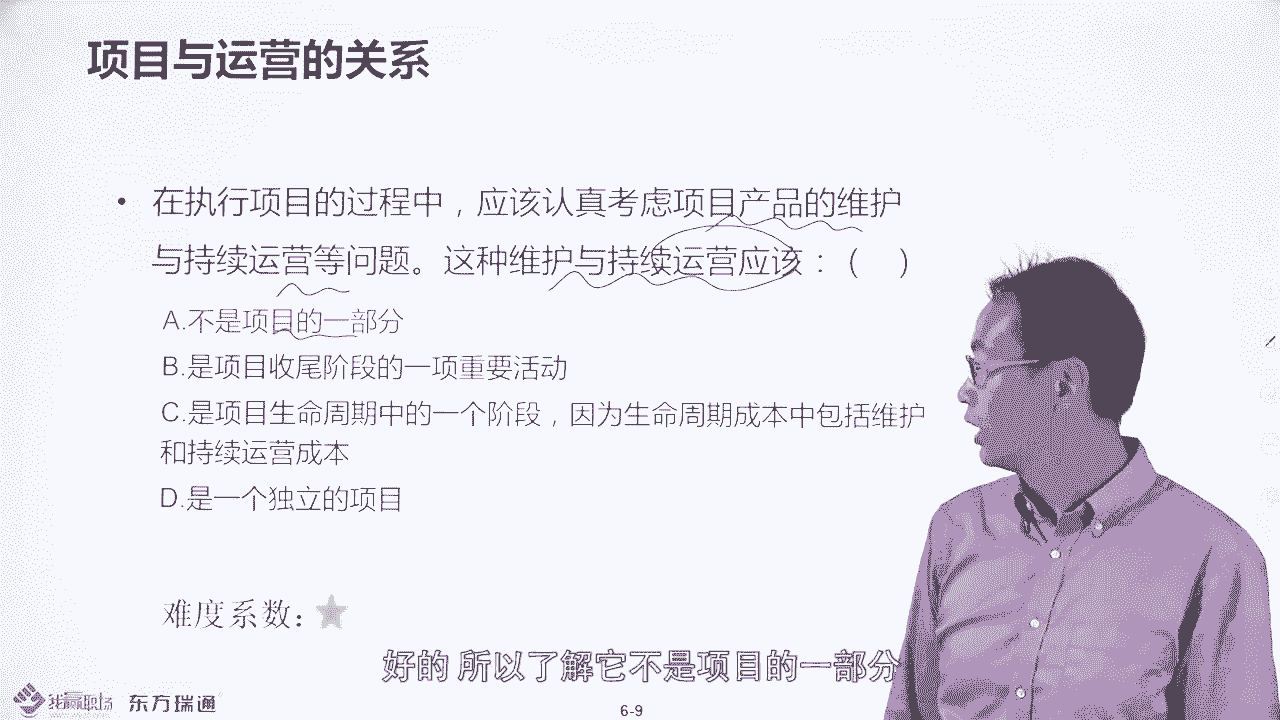 项目与运营的关系
• 在执行项目的过程中，应该认真考虑项目产品的维护
与持续运营等问题。这种维护与持续运营应该：（ ）
A.不是项目的一部分
B.是项目收尾阶段的一项重要活动
C.是项目生命周期中的一个阶段，因为生命周期成本中包括维护
和持续运营成本
D.是一个独立的项目
难度系数：
好的 所以了解它不是项目的一部分
我赢职场 东方瑞通
6-9